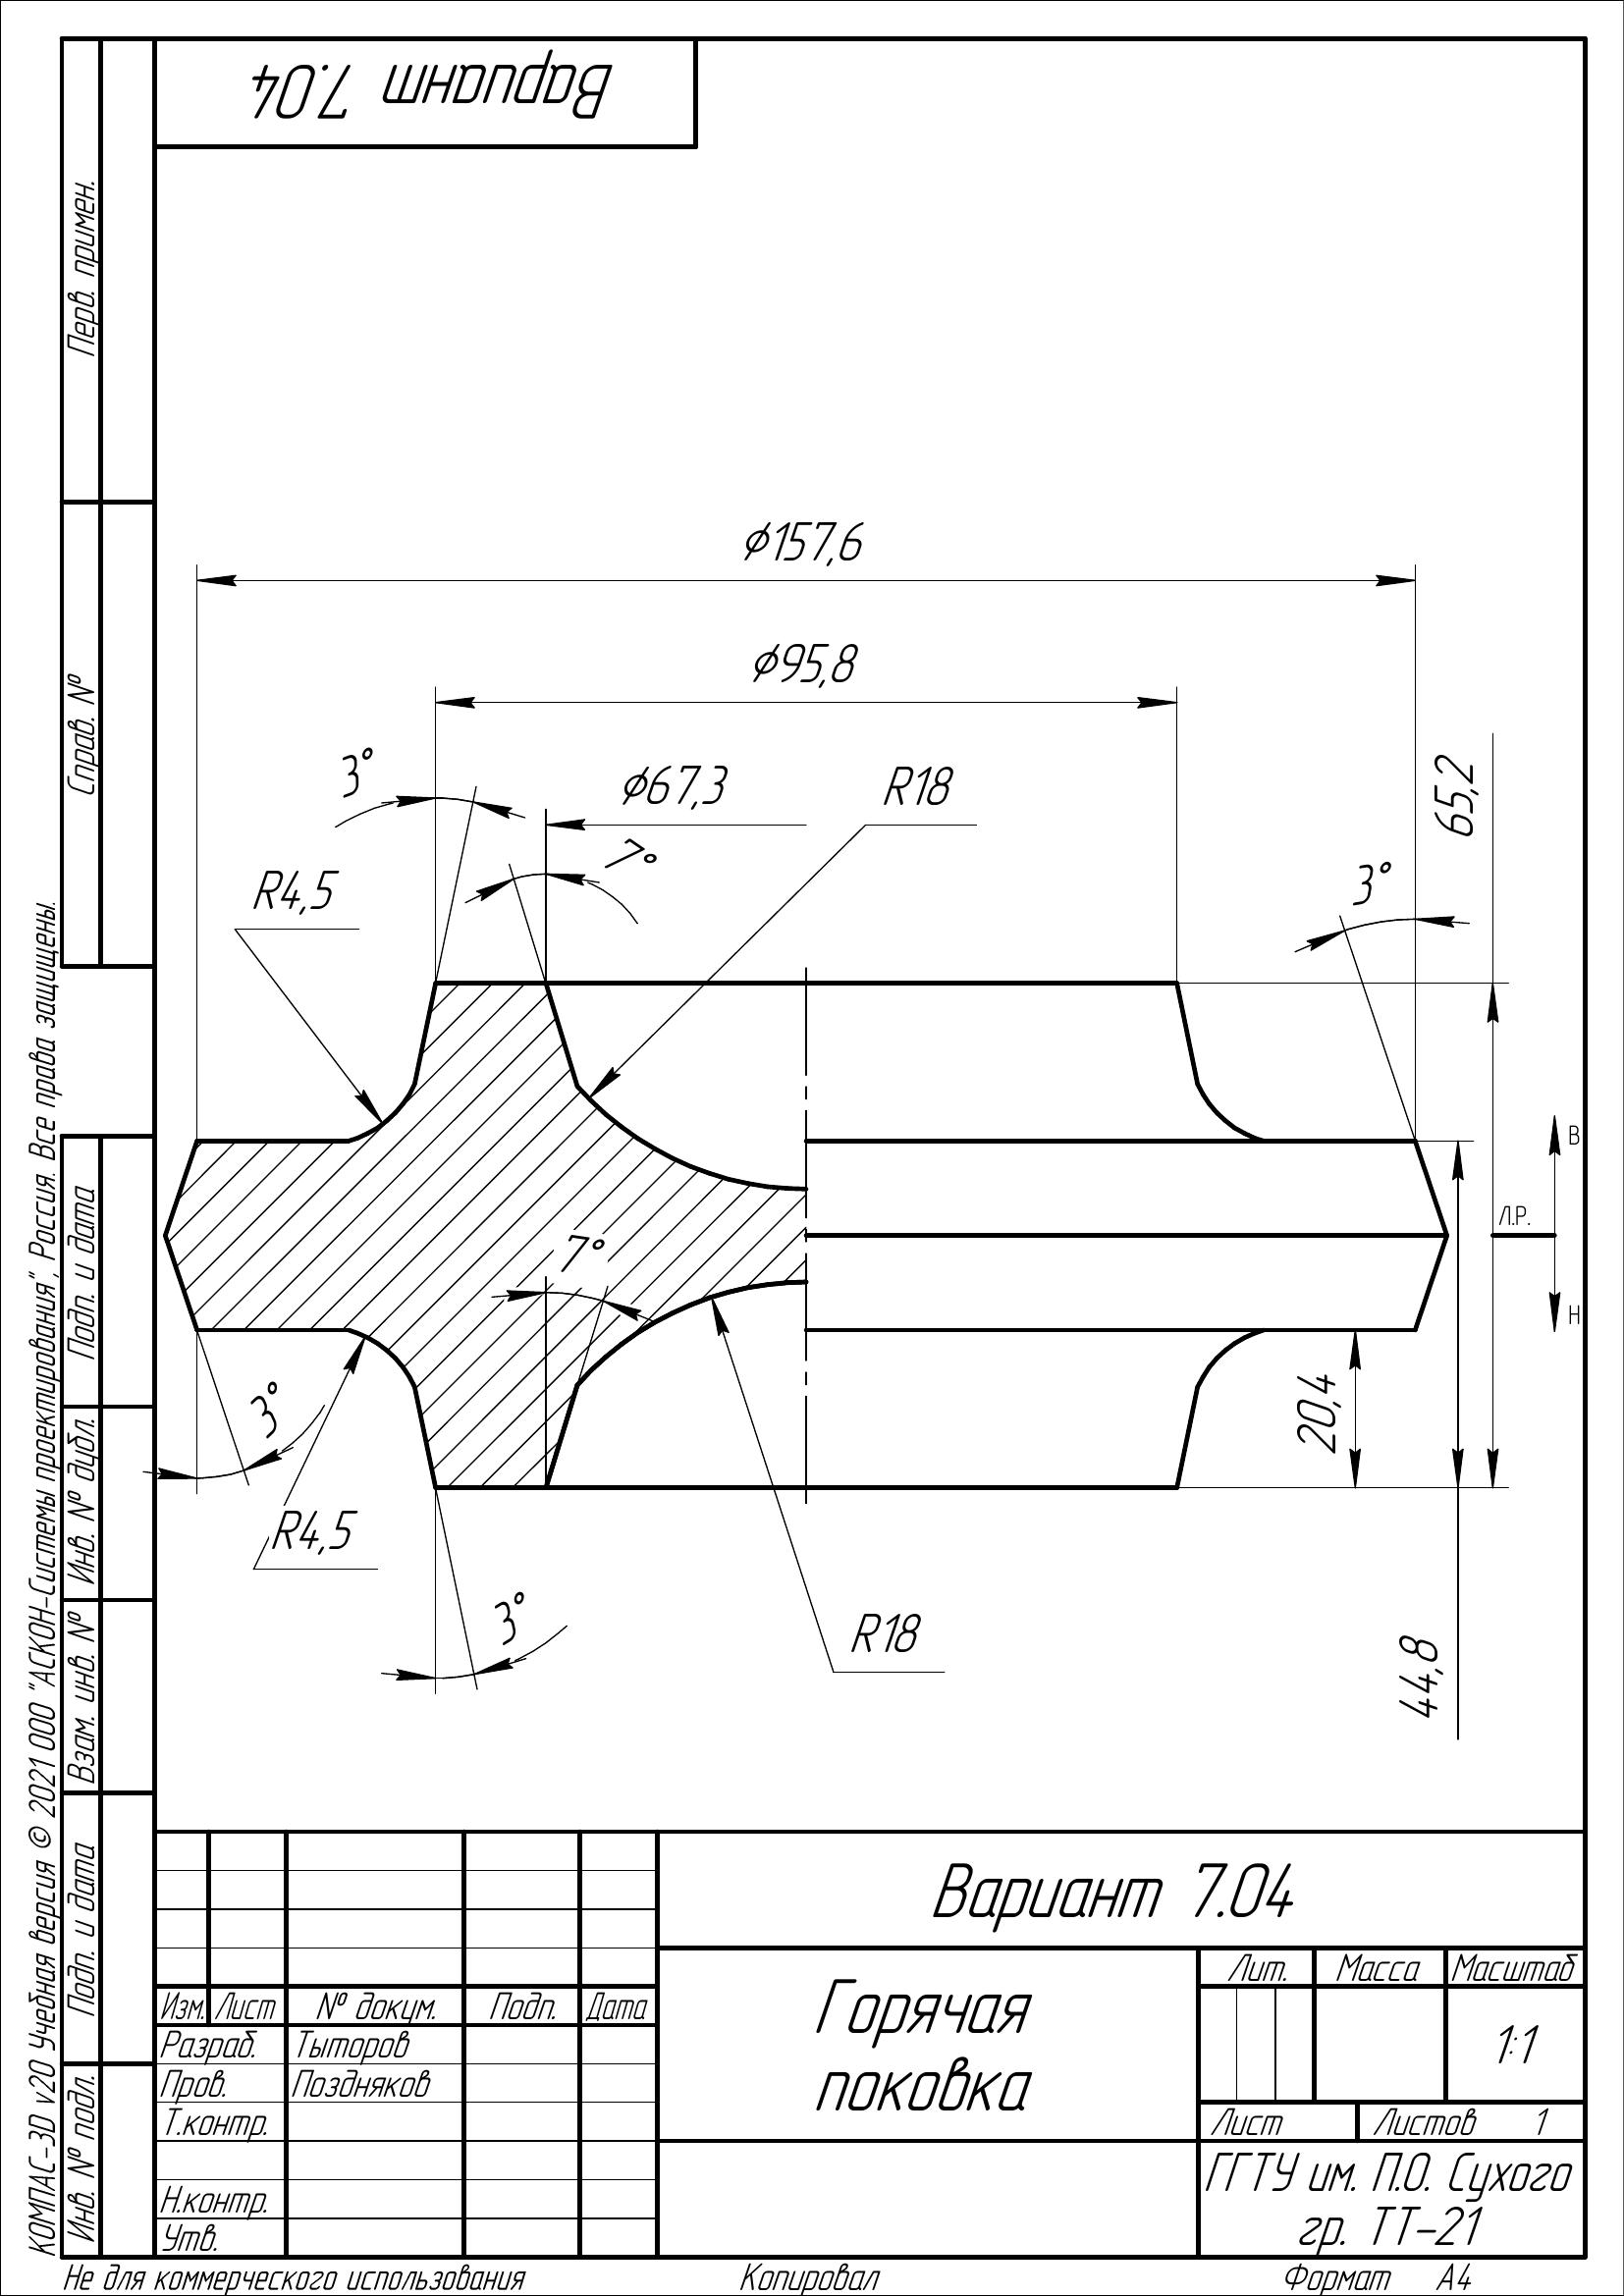 Вариант 7.04
Перв. примен.
Справ. №
Подп. и дата
Инв. № дубл.
Взам. инв. №
Подп. и дата
Инв. № подл.
КОМПАС-3D v20 Учебная версия © 2021 ООО "АСКОН-Системы проектирования", Россия. Все права защищены.
⌀157,6
⌀95,8
3°
⌀67,3
R18
65,2
7°
R4,5
3°
В
Л.Р.
Н
7°
20,4
3°
R4,5
3°
R18
44,8
Вариант 7.04
Лит. Масса Масштаб
Горячая
поковка
1:1
Изм. Лист № докум. Подп. Дата
Разраб. Тыторов
Пров. Поздняков
Т.контр.
Лист Листов 1
Н.контр.
Утв.
ГГТУ им. П.О. Сухого
гр. ТТ-21
Не для коммерческого использования Копировал Формат А4